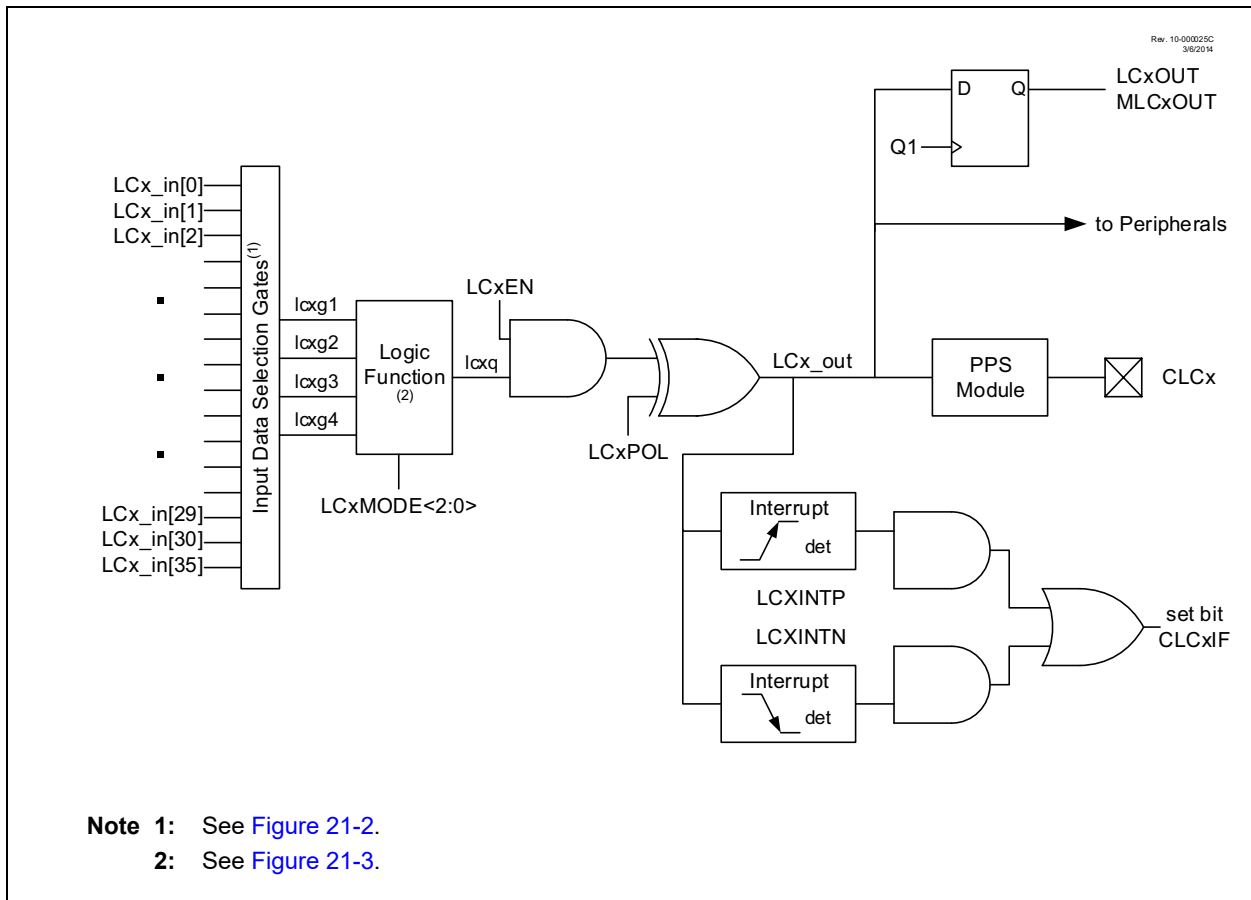 Rev. 10-000025C
3/6/2014
LCxOUT
MLCxOUT
D Q
Q1
to Peripherals
LCx_in[0]
LCx_in[1]
LCx_in[2]
LCx_in[29]
LCx_in[30]
LCx_in[35]
Input Data Selection Gates(1)
lcxg1
lcxg2
lcxg3
lcxg4
Logic
Function
(2)
LCxMODE<2:0>
lcxq
LCxEN
LCxPOL
LCx_out
PPS
Module
CLCx
Interrupt
det
LCXINTP
LCXINTN
Interrupt
det
set bit
CLCxIF
Note 1: See Figure 21-2.
2: See Figure 21-3.